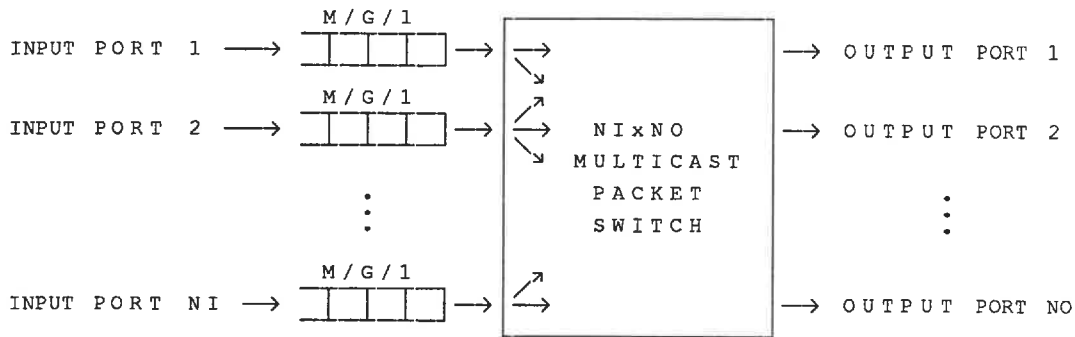 M/G/1
INPUT PORT 1
OUTPUT PORT 1
M/G/1
INPUT PORT 2
OUTPUT PORT 2
NIxNO
MULTICAST
PACKET
SWITCH
M/G/1
INPUT PORT NI
OUTPUT PORT NO